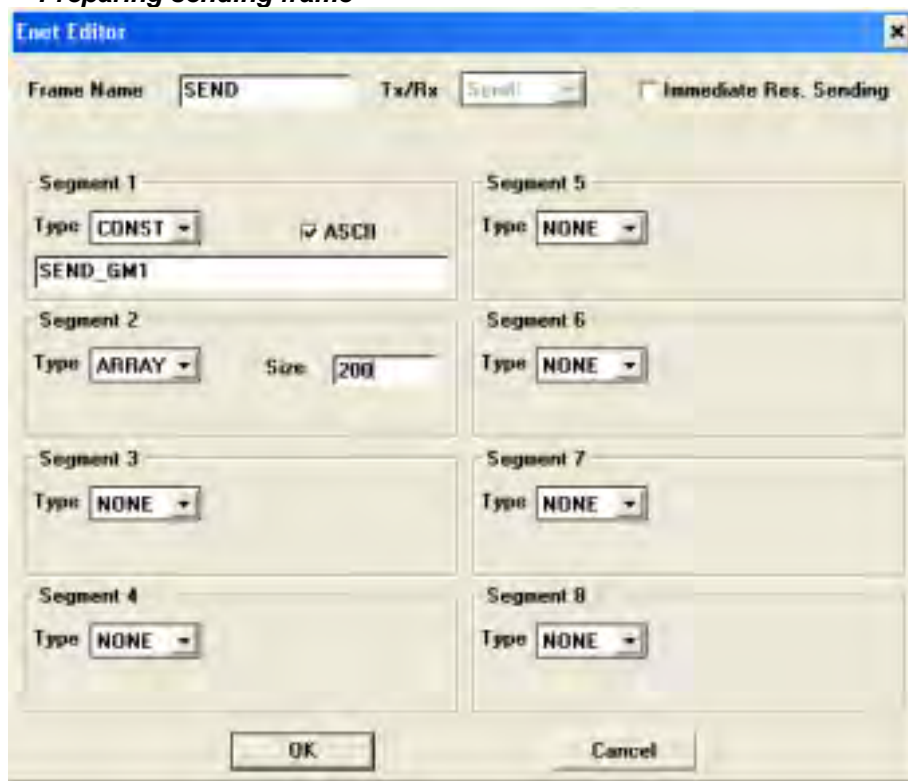 Preparing sending frame
Enet Editor
Frame Name SEND Tx/Rx Send! Immediate Res. Sending
Segment 1
Type CONST ASCII
SEND_GM1
Segment 2
Type ARRAY Size 200
Segment 3
Type NONE
Segment 4
Type NONE
Segment 5
Type NONE
Segment 6
Type NONE
Segment 7
Type NONE
Segment 8
Type NONE
OK Cancel